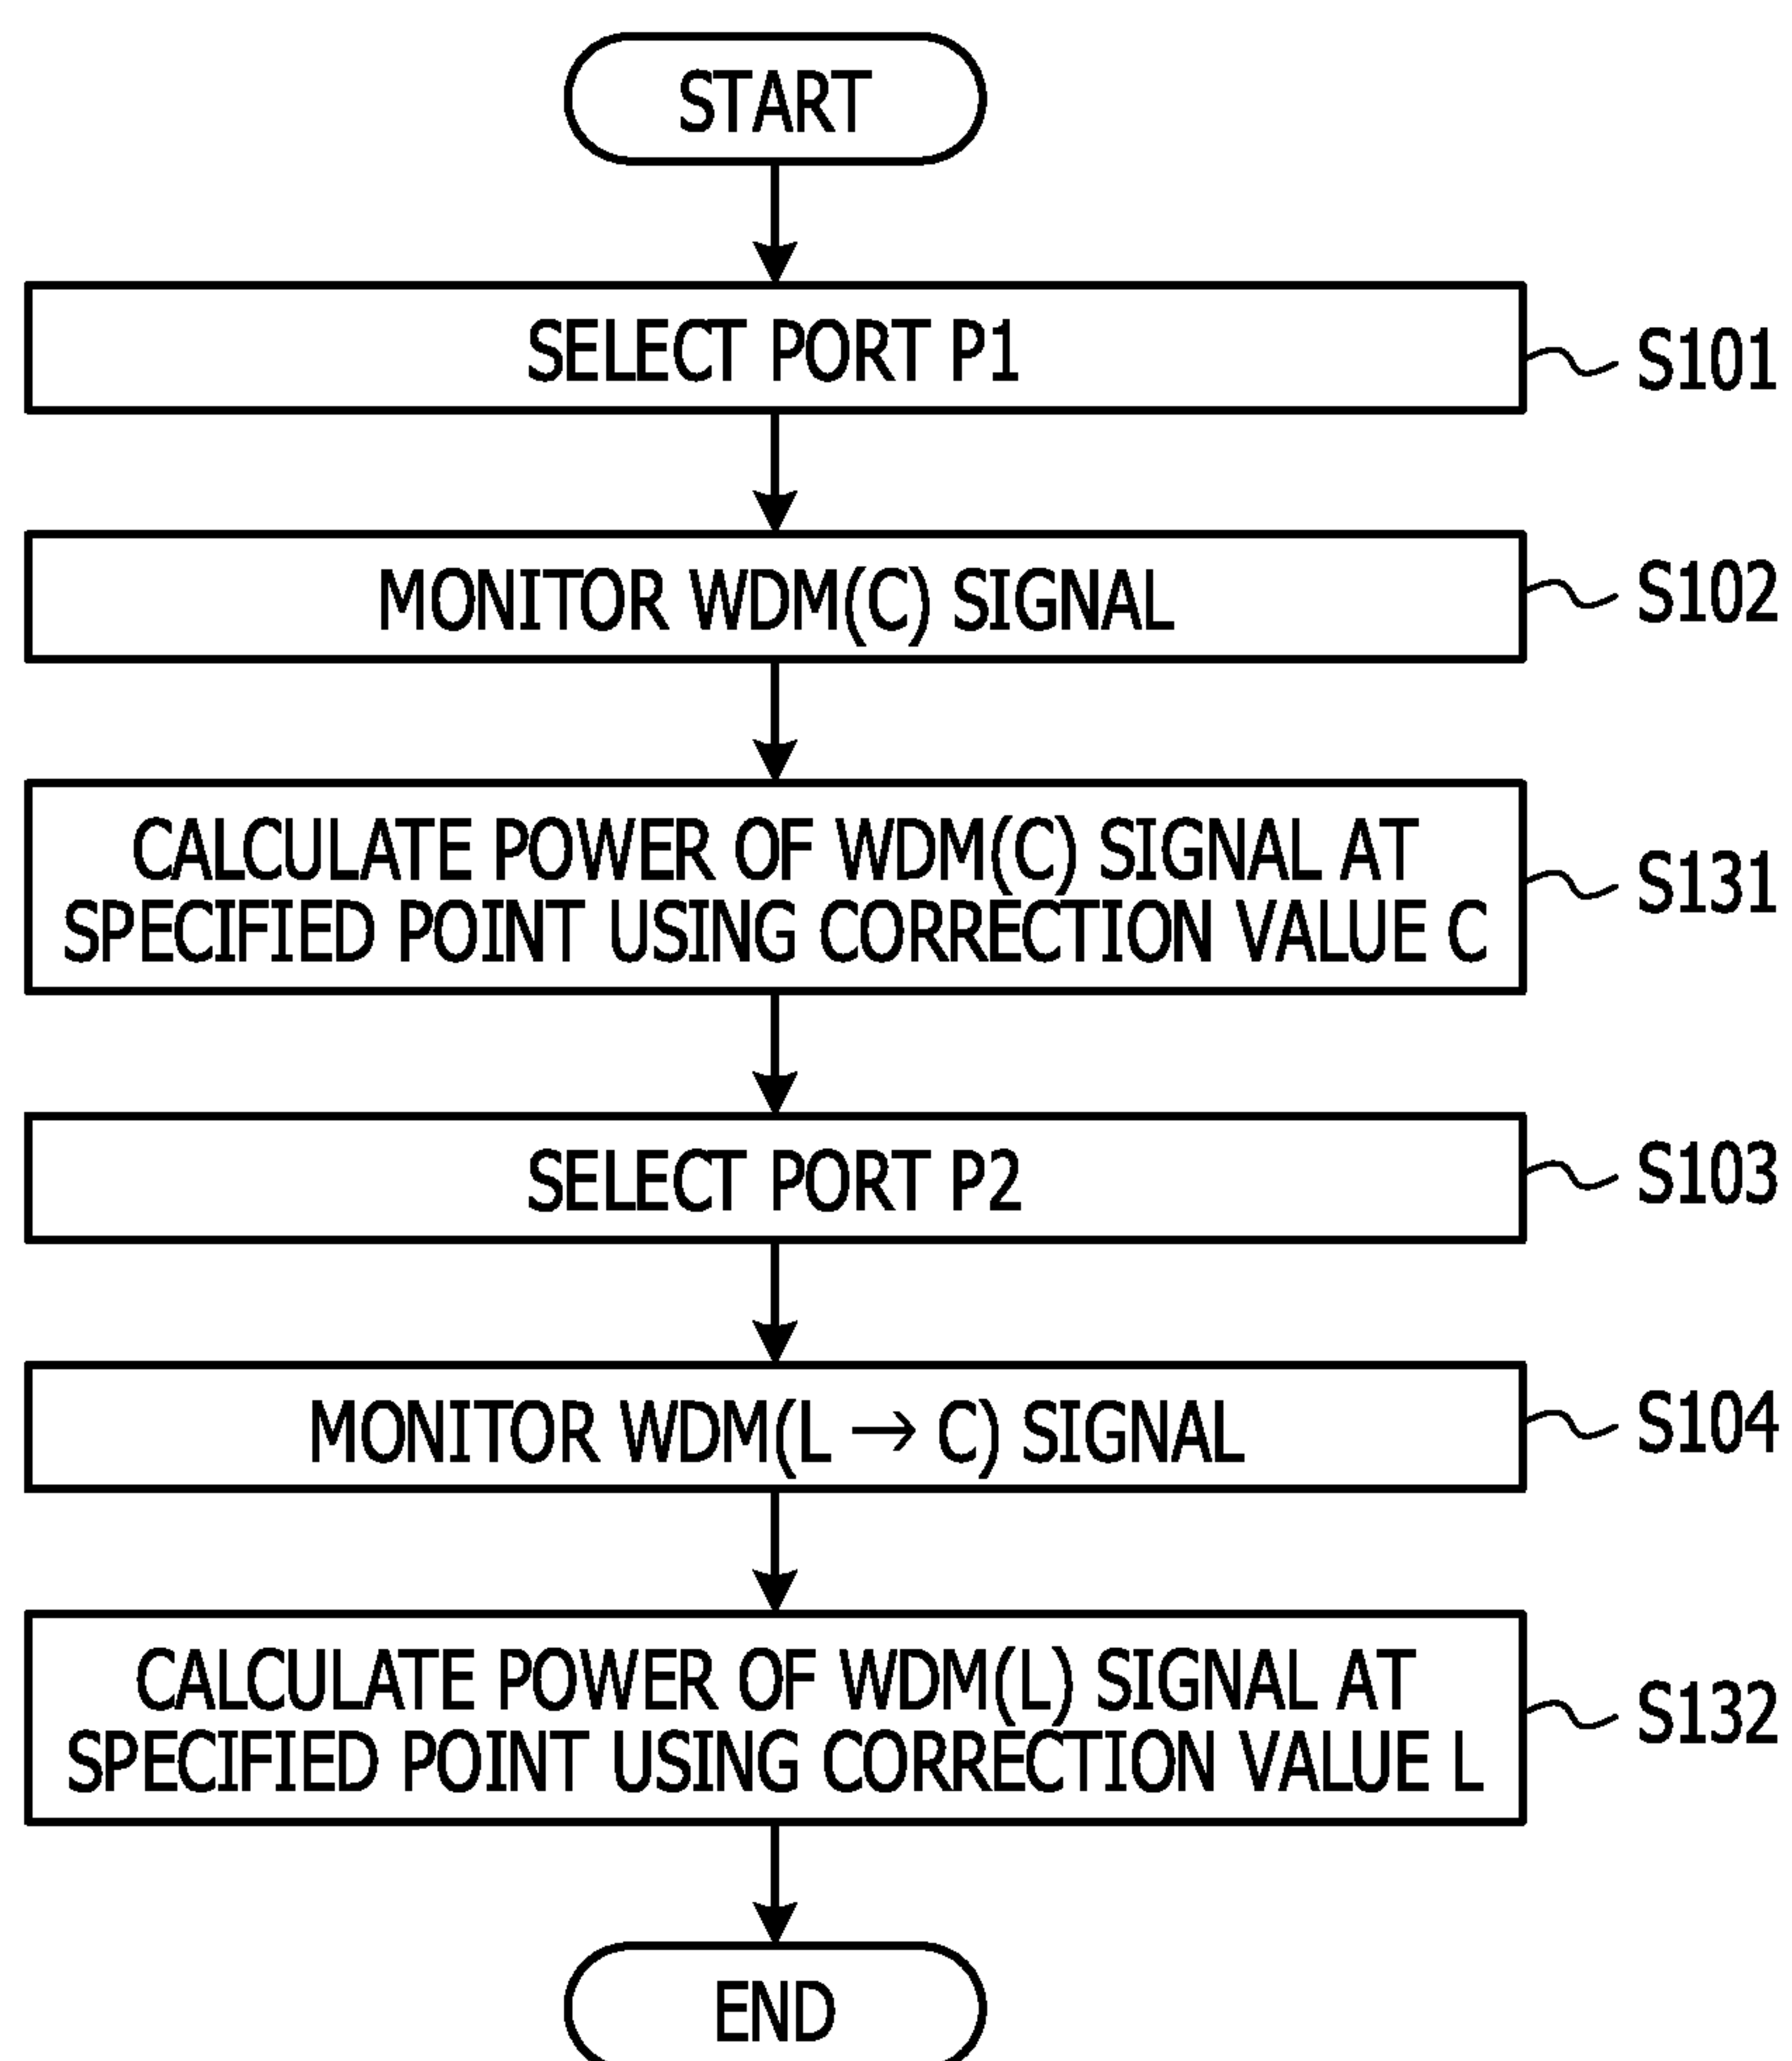 START
SELECT PORT P1
S101
MONITOR WDM(C) SIGNAL
S102
CALCULATE POWER OF WDM(C) SIGNAL AT
SPECIFIED POINT USING CORRECTION VALUE C
S131
SELECT PORT P2
S103
MONITOR WDM(L → C) SIGNAL
S104
CALCULATE POWER OF WDM(L) SIGNAL AT
SPECIFIED POINT USING CORRECTION VALUE L
S132
END